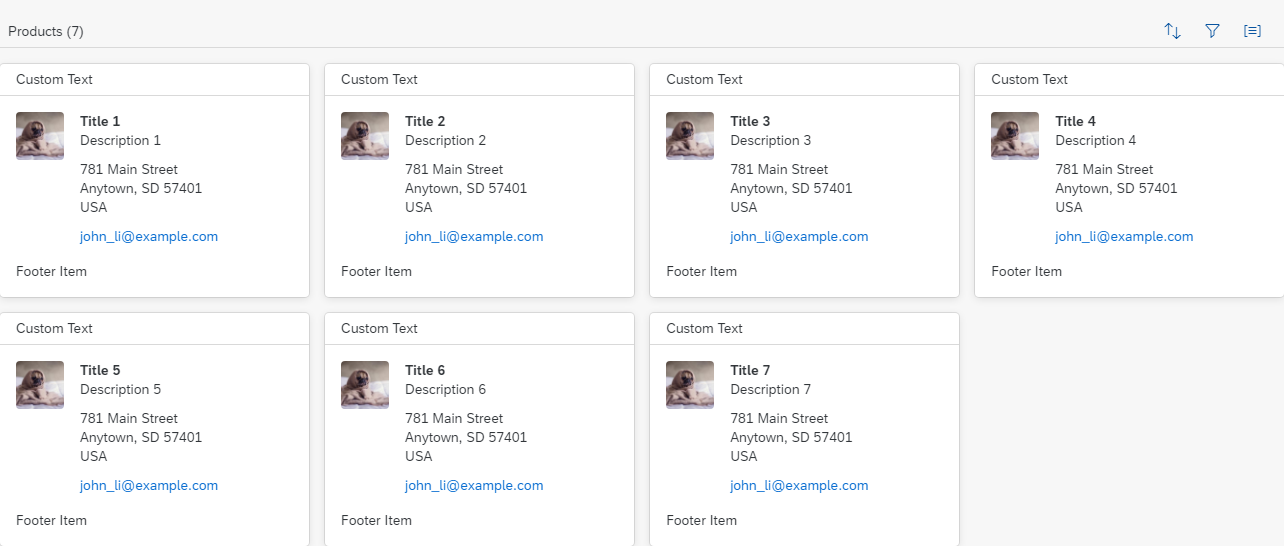 Products (7)
Custom Text
Title 1
Description 1
781 Main Street
Anytown, SD 57401
USA
john_li@example.com
Footer Item
Custom Text
Title 2
Description 2
781 Main Street
Anytown, SD 57401
USA
john_li@example.com
Footer Item
Custom Text
Title 3
Description 3
781 Main Street
Anytown, SD 57401
USA
john_li@example.com
Footer Item
Custom Text
Title 4
Description 4
781 Main Street
Anytown, SD 57401
USA
john_li@example.com
Footer Item
Custom Text
Title 5
Description 5
781 Main Street
Anytown, SD 57401
USA
john_li@example.com
Footer Item
Custom Text
Title 6
Description 6
781 Main Street
Anytown, SD 57401
USA
john_li@example.com
Footer Item
Custom Text
Title 7
Description 7
781 Main Street
Anytown, SD 57401
USA
john_li@example.com
Footer Item